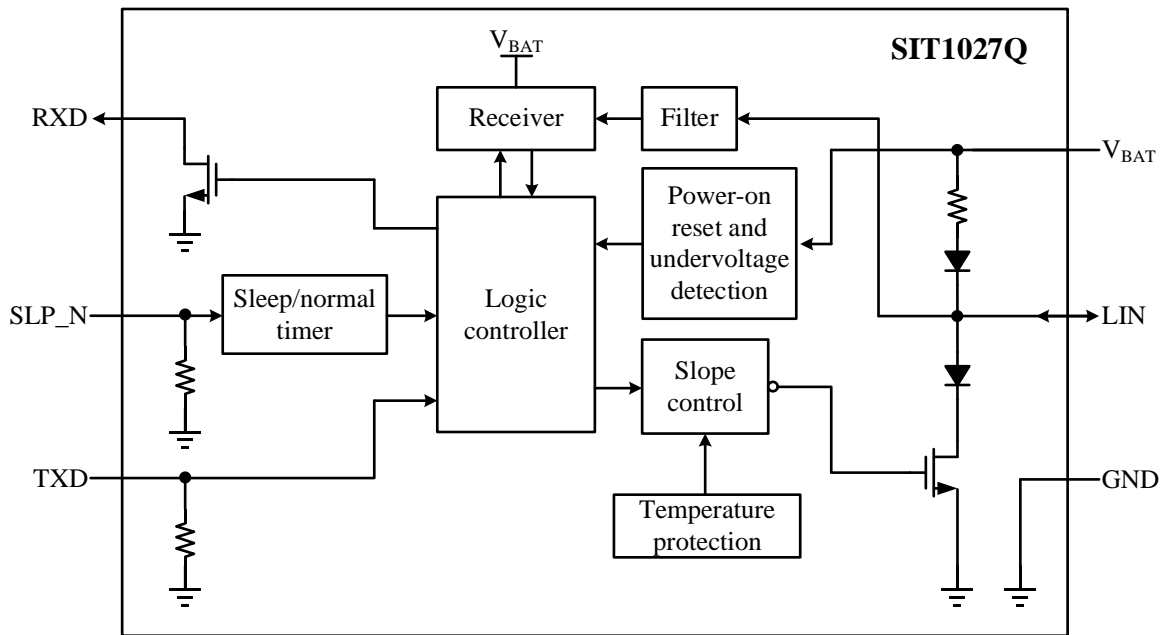 V_BAT
SIT1027Q
RXD
Receiver
Filter
V_BAT
Power-on
reset and
undervoltage
detection
SLP_N
Sleep/normal
timer
Logic
controller
LIN
Slope
control
TXD
GND
Temperature
protection